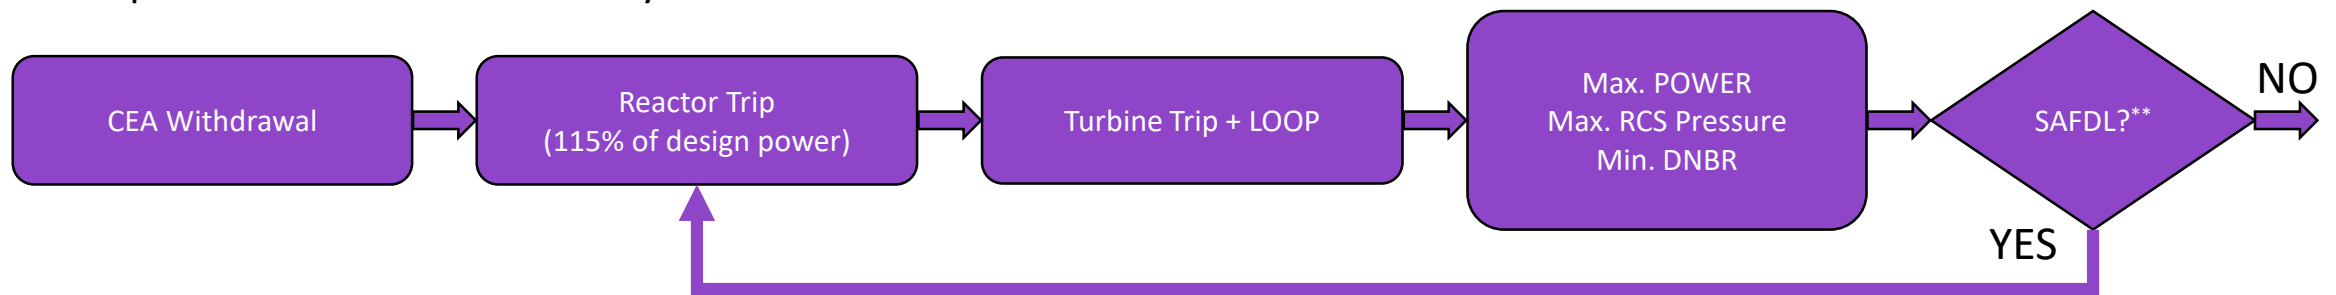 CEA Withdrawal
Reactor Trip
(115% of design power)
Turbine Trip + LOOP
Max. POWER
Max. RCS Pressure
Min. DNBR
SAFDL?**
NO
YES